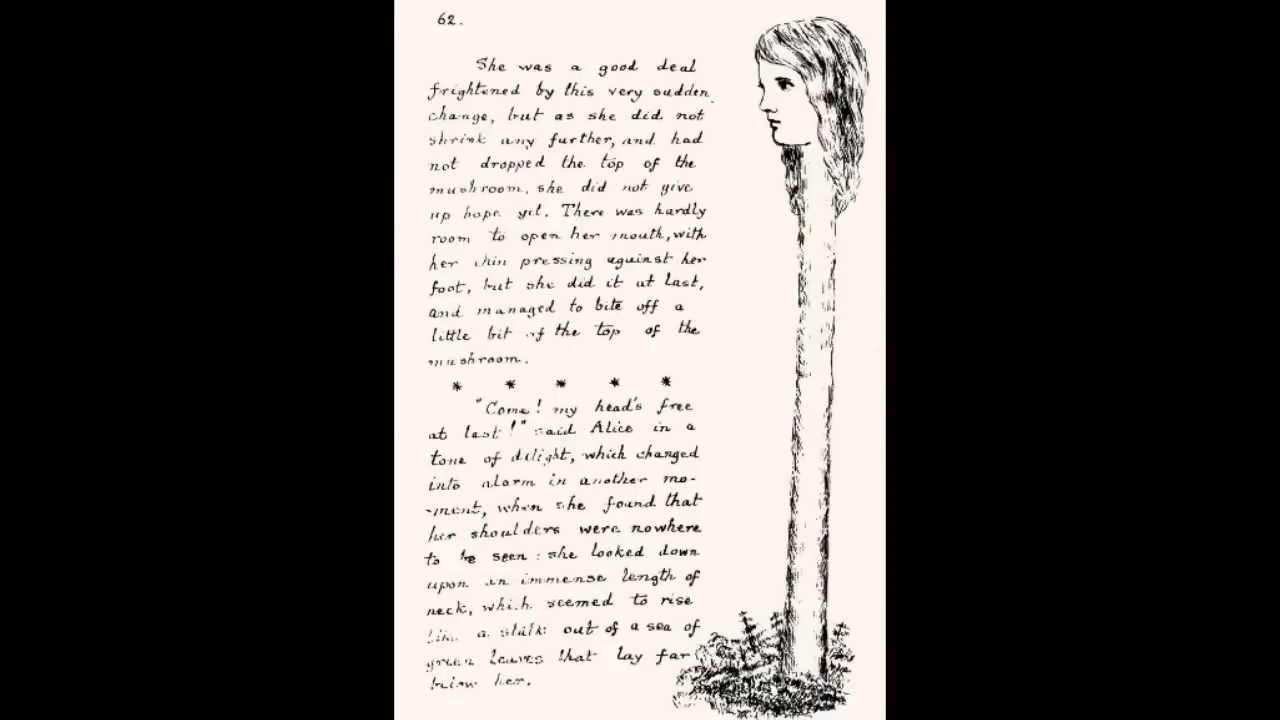 62.
She was a good deal
frightened by this very sudden
change, but as she did not
shrink any further, and had
not dropped the top of the
mushroom, she did not give
up hope yet. There was hardly
room to open her mouth, with
her chin pressing against her
foot, but she did it at last,
and managed to bite off a
little bit of the top of the
mushroom.
* * * * *
"Come! my head's free
at last!" said Alice in a
tone of delight, which changed
into alarm in another mo-
-ment, when she found that
her shoulders were nowhere
to be seen: she looked down
upon an immense length of
neck, which seemed to rise
like a stalk out of a sea of
green leaves that lay far
below her.